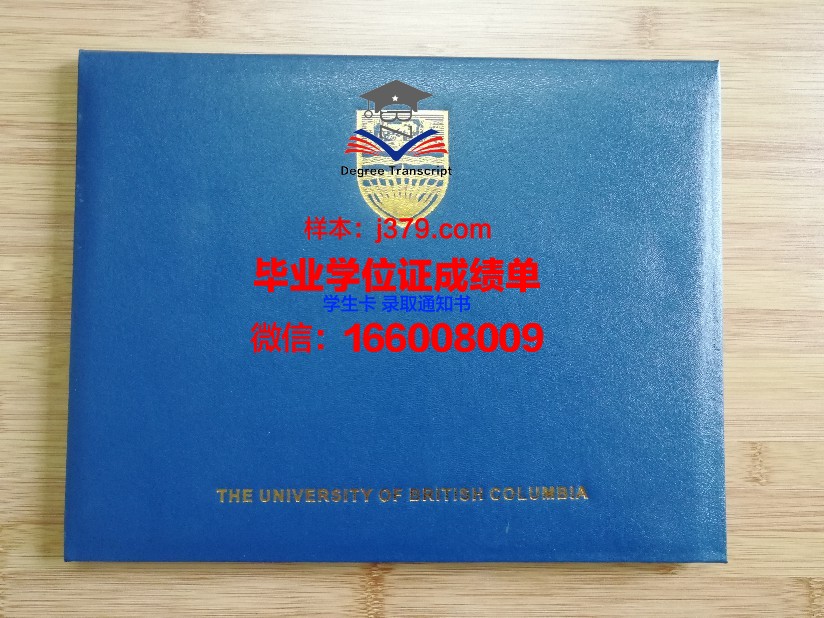 Degree Transcript
样本：j379.com
毕业学位证成绩单
学生卡 录取通知书
微信：166008009
THE UNIVERSITY OF BRITISH COLUMBIA